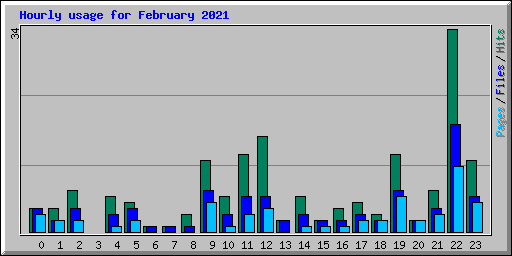 Hourly usage for February 2021
34
Pages/Files/Hits
0 1 2 3 4 5 6 7 8 9 10 11 12 13 14 15 16 17 18 19 20 21 22 23